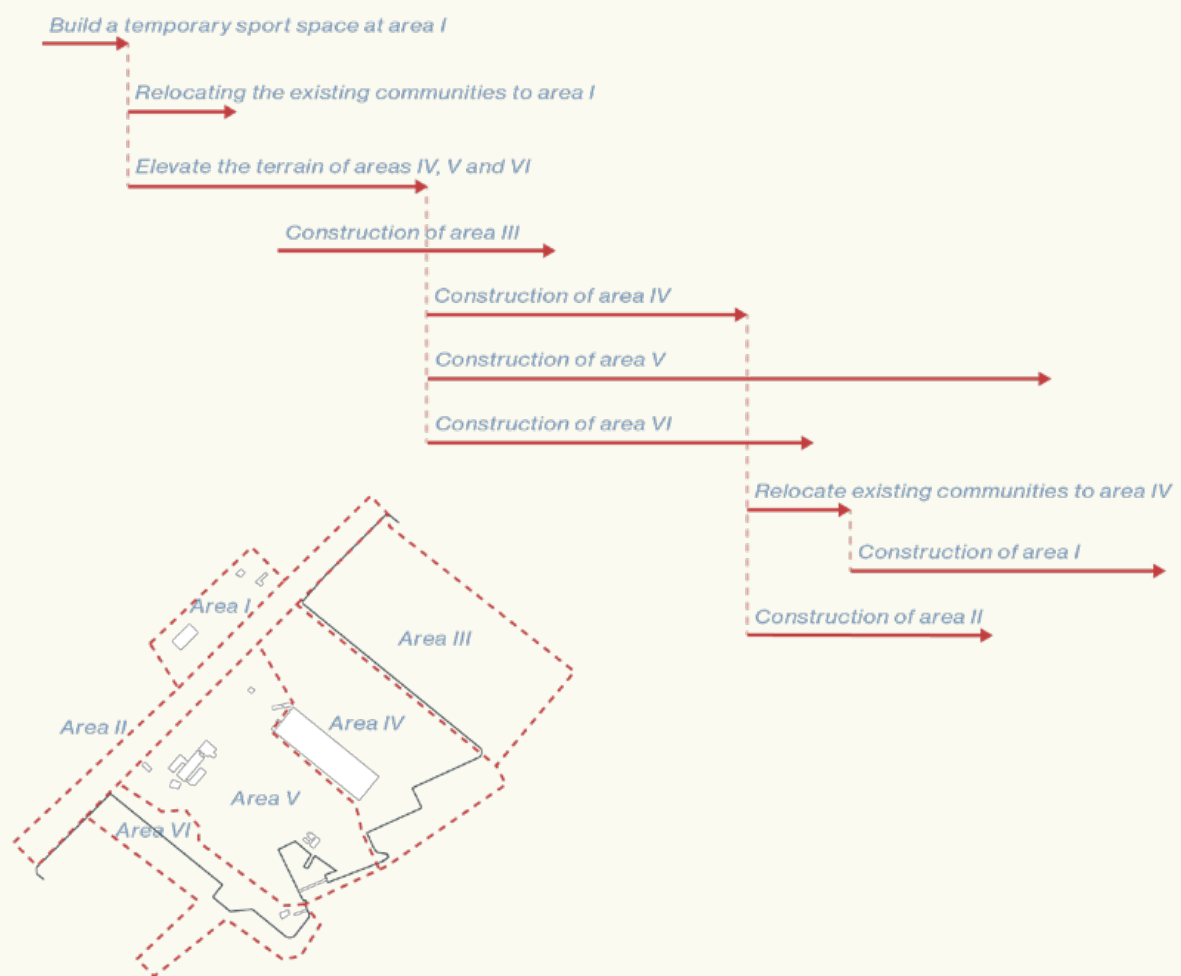 Build a temporary sport space at area I
Relocating the existing communities to area I
Elevate the terrain of areas IV, V and VI
Construction of area III
Construction of area IV
Construction of area V
Construction of area VI
Relocate existing communities to area IV
Construction of area I
Construction of area II
Area I
Area III
Area II
Area IV
Area V
Area VI